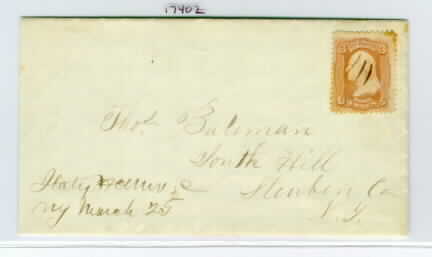 17402
Thos. Bateman
South Hill
Steuben Co
N. Y.
ny March 25